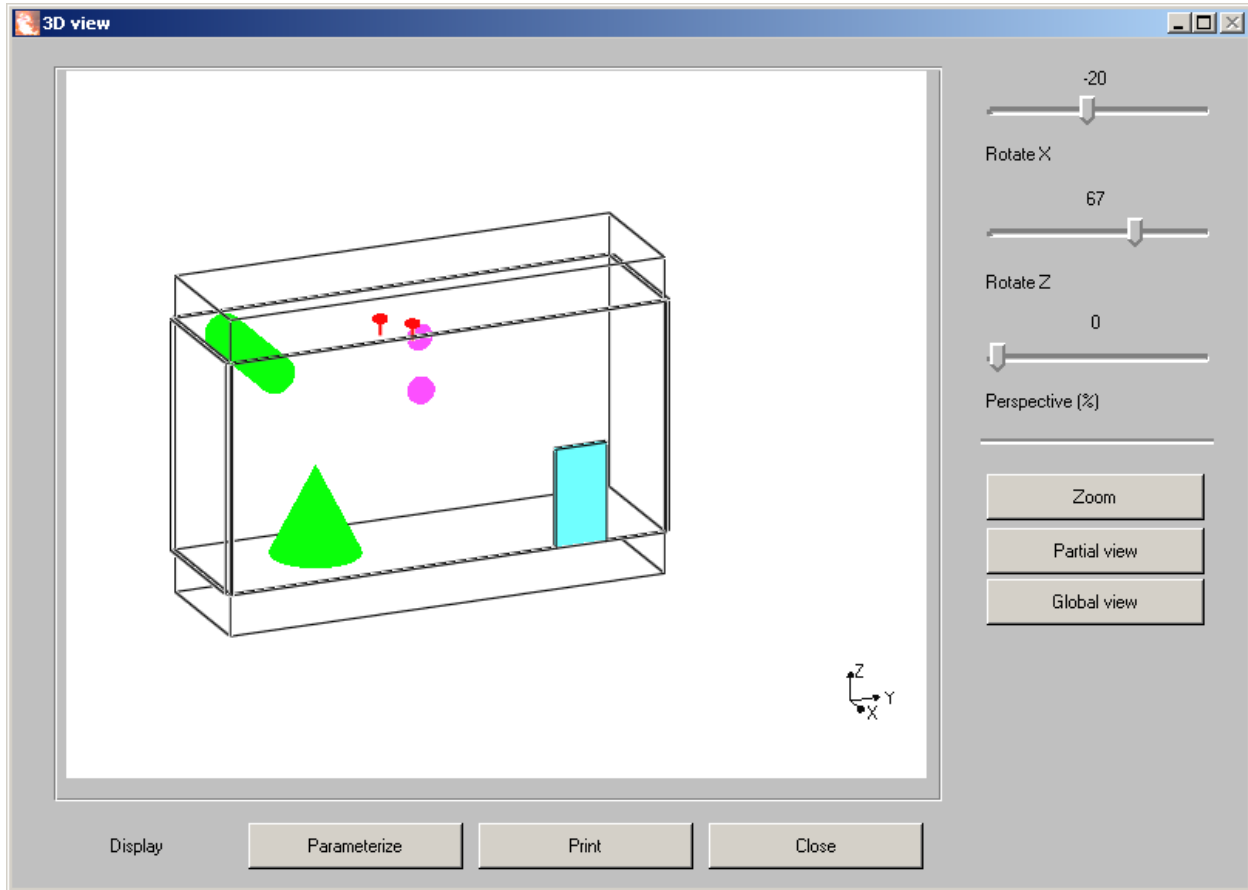 3D view
-20
Rotate X
67
Rotate Z
0
Perspective (%)
Zoom
Partial view
Global view
Z
Y
X
Display
Parameterize
Print
Close